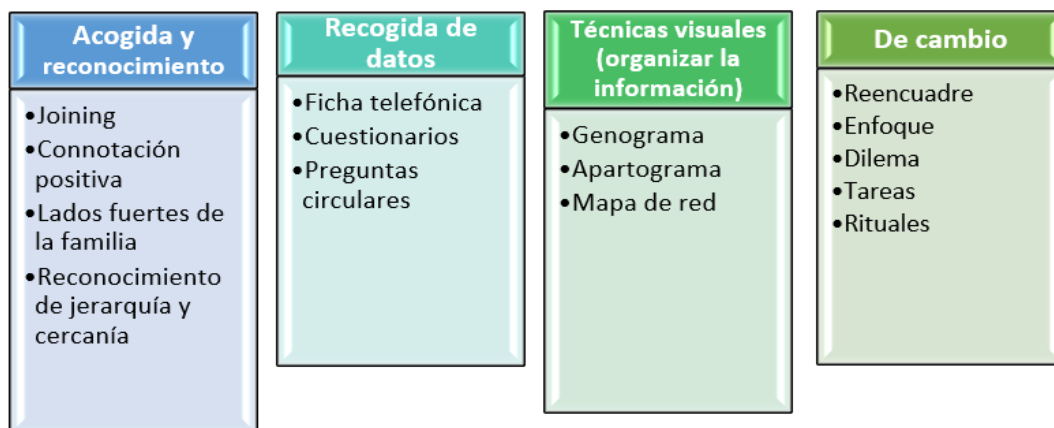 Acogida y
reconocimiento
•Joining
•Connotación
positiva
•Lados fuertes de
la familia
•Reconocimiento
de jerarquía y
cercanía
Recogida de
datos
•Ficha telefónica
•Cuestionarios
•Preguntas
circulares
Técnicas visuales
(organizar la
información)
•Genograma
•Apartograma
•Mapa de red
De cambio
•Reencuadre
•Enfoque
•Dilema
•Tareas
•Rituales